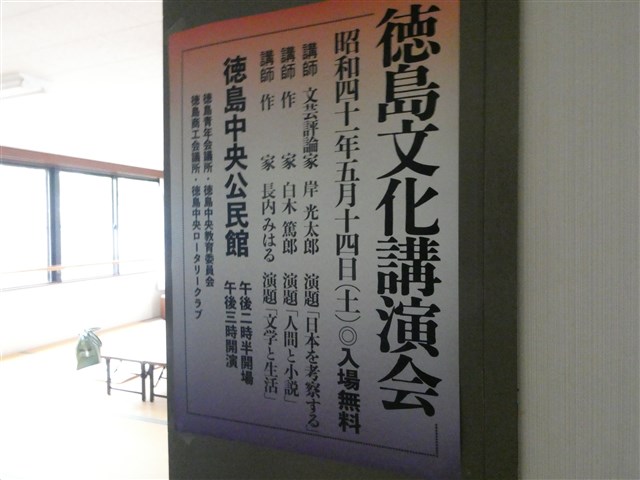 徳島文化講演会
昭和四十一年五月十四日(土)◎入場無料
講師 文芸評論家 岸 光太郎 演題「日本を考察する」
講師 作 家 白木 篤郎 演題「人間と小説」
講師 作 家 長内みはる 演題「文学と生活」
徳島中央公民館 午後二時半開場
午後三時開演
徳島青年会議所・徳島中央教育委員会
徳島商工会議所・徳島中央ロータリークラブ